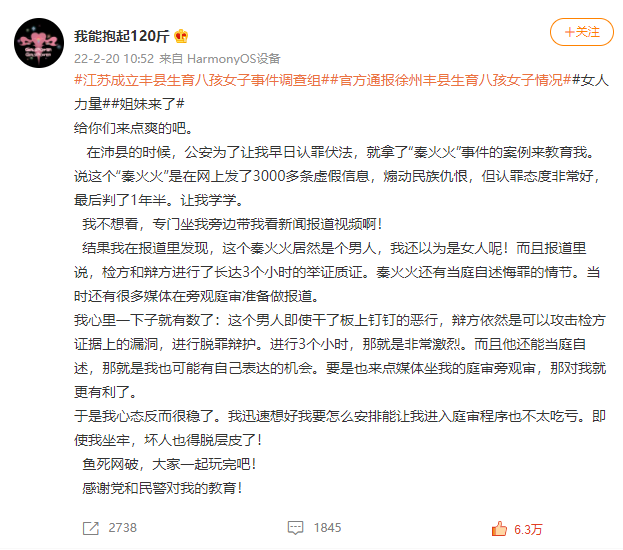 我能抱起120斤
+关注
22-2-20 10:52 来自 HarmonyOS设备
#江苏成立丰县生育八孩女子事件调查组##官方通报徐州丰县生育八孩女子情况##女人
力量##姐妹来了#
给你们来点爽的吧。
在沛县的时候，公安为了让我早日认罪伏法，就拿了“秦火火”事件的案例来教育我。
说这个“秦火火”是在网上发了3000多条虚假信息，煽动民族仇恨，但认罪态度非常好，
最后判了1年半。让我学学。
我不想看，专门坐我旁边带我看新闻报道视频啊！
结果我在报道里发现，这个秦火火居然是个男人，我还以为是女人呢！而且报道里
说，检方和辩方进行了长达3个小时的举证质证。秦火火还有当庭自述悔罪的情节。当
时还有很多媒体在旁观庭审准备做报道。
我心里一下子就有数了：这个男人即使干了板上钉钉的恶行，辩方依然是可以攻击检方
证据上的漏洞，进行脱罪辩护。进行3个小时，那就是非常激烈。而且他还能当庭自
述，那就是我也可能有自己表达的机会。要是也来点媒体坐我的庭审旁观审，那对我就
更有利了。
于是我心态反而很稳了。我迅速想好我要怎么安排能让我进入庭审程序也不太吃亏。即
使我坐牢，坏人也得脱层皮了！
鱼死网破，大家一起玩完吧！
感谢党和民警对我的教育！
2738
1845
6.3万